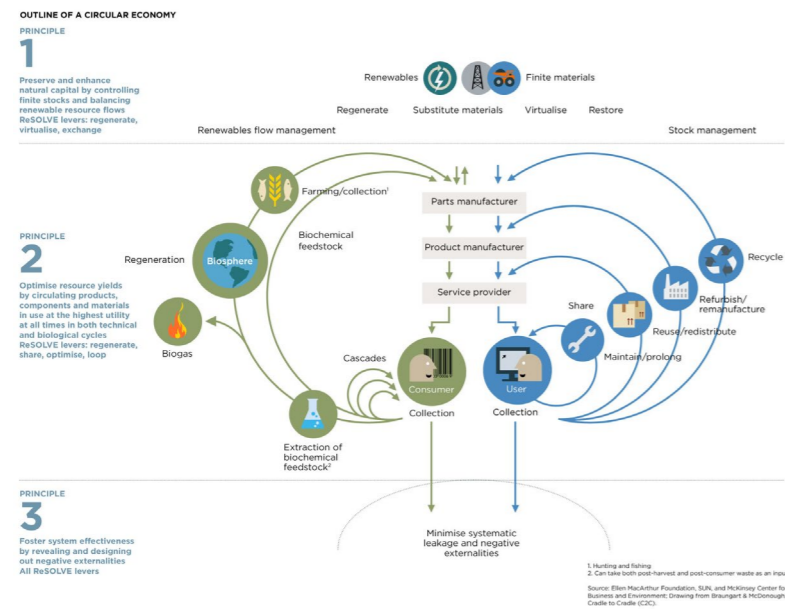 OUTLINE OF A CIRCULAR ECONOMY
PRINCIPLE
1
Preserve and enhance
natural capital by controlling
finite stocks and balancing
renewable resource flows
ReSOLVE levers: regenerate,
virtualise, exchange
Renewables
Finite materials
Regenerate
Substitute materials
Virtualise
Restore
Renewables flow management
Stock management
PRINCIPLE
2
Optimise resource yields
by circulating products,
components and materials
in use at the highest utility
at all times in both technical
and biological cycles
ReSOLVE levers: regenerate,
share, optimise, loop
Farming/collection¹
Biochemical
feedstock
Regeneration
Biosphere
Biogas
Cascades
Extraction of
biochemical
feedstock²
Parts manufacturer
Product manufacturer
Service provider
Consumer
Collection
User
Collection
Share
Maintain/prolong
Reuse/redistribute
Refurbish/
remanufacture
Recycle
PRINCIPLE
3
Foster system effectiveness
by revealing and designing
out negative externalities
All ReSOLVE levers
Minimise systematic
leakage and negative
externalities
1. Hunting and fishing
2. Can take both post-harvest and post-consumer waste as an inpu
Source: Ellen MacArthur Foundation, SUN, and McKinsey Center fo
Business and Environment; Drawing from Braungart & McDonough,
Cradle to Cradle (C2C).